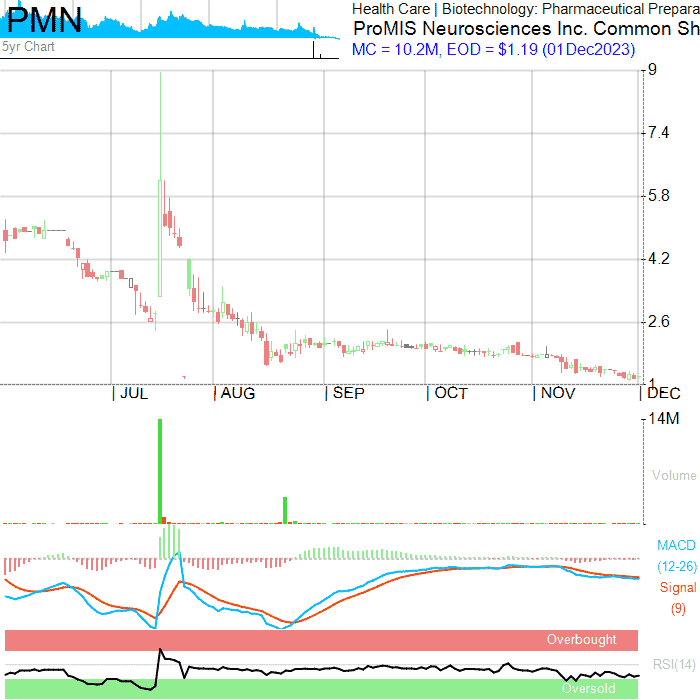 PMN
Health Care | Biotechnology: Pharmaceutical Prepara
ProMIS Neurosciences Inc. Common Sh
MC = 10.2M, EOD = $1.19 (01Dec2023)
5yr Chart
9
7.4
5.8
4.2
2.6
1
JUL AUG SEP OCT NOV DEC
14M
Volume
MACD
(12-26)
Signal
(9)
Overbought
RSI(14)
Oversold